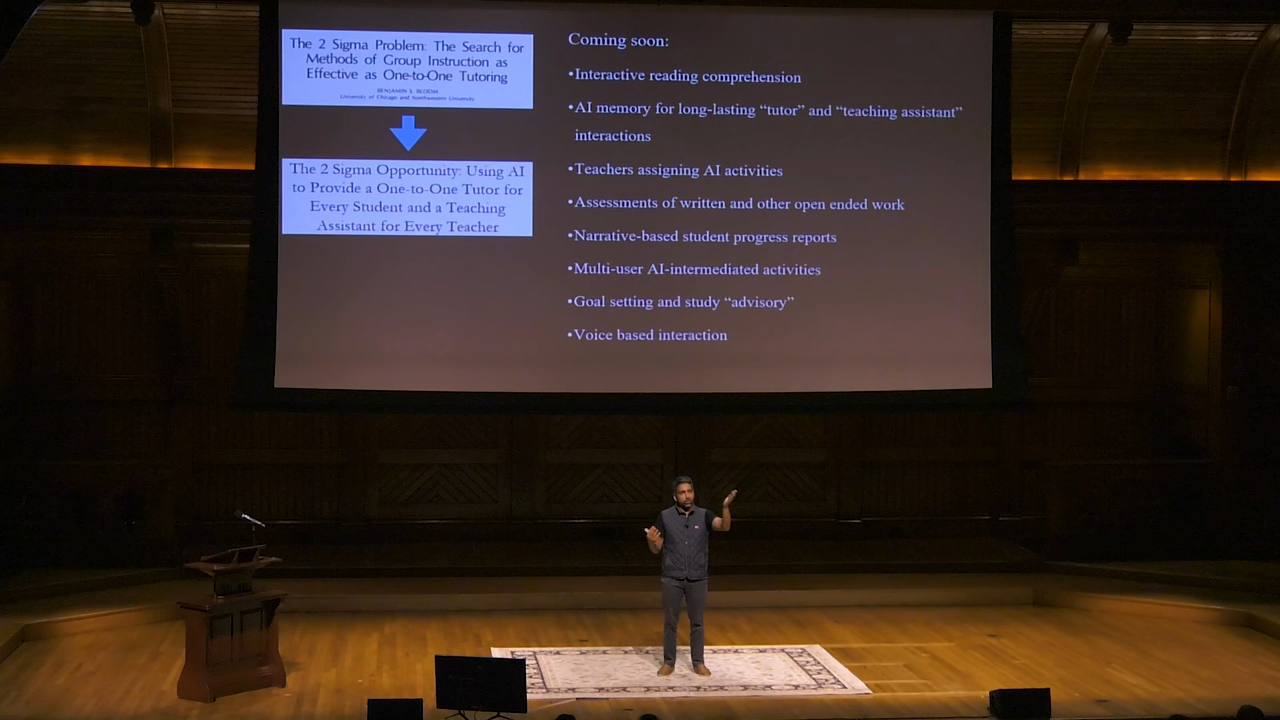 The 2 Sigma Problem: The Search for
Methods of Group Instruction as
Effective as One-to-One Tutoring
BENJAMIN S. BLOOM
University of Chicago and Northwestern University
The 2 Sigma Opportunity: Using AI
to Provide a One-to-One Tutor for
Every Student and a Teaching
Assistant for Every Teacher
Coming soon:
•Interactive reading comprehension
•AI memory for long-lasting “tutor” and “teaching assistant”
interactions
•Teachers assigning AI activities
•Assessments of written and other open ended work
•Narrative-based student progress reports
•Multi-user AI-intermediated activities
•Goal setting and study “advisory”
•Voice based interaction